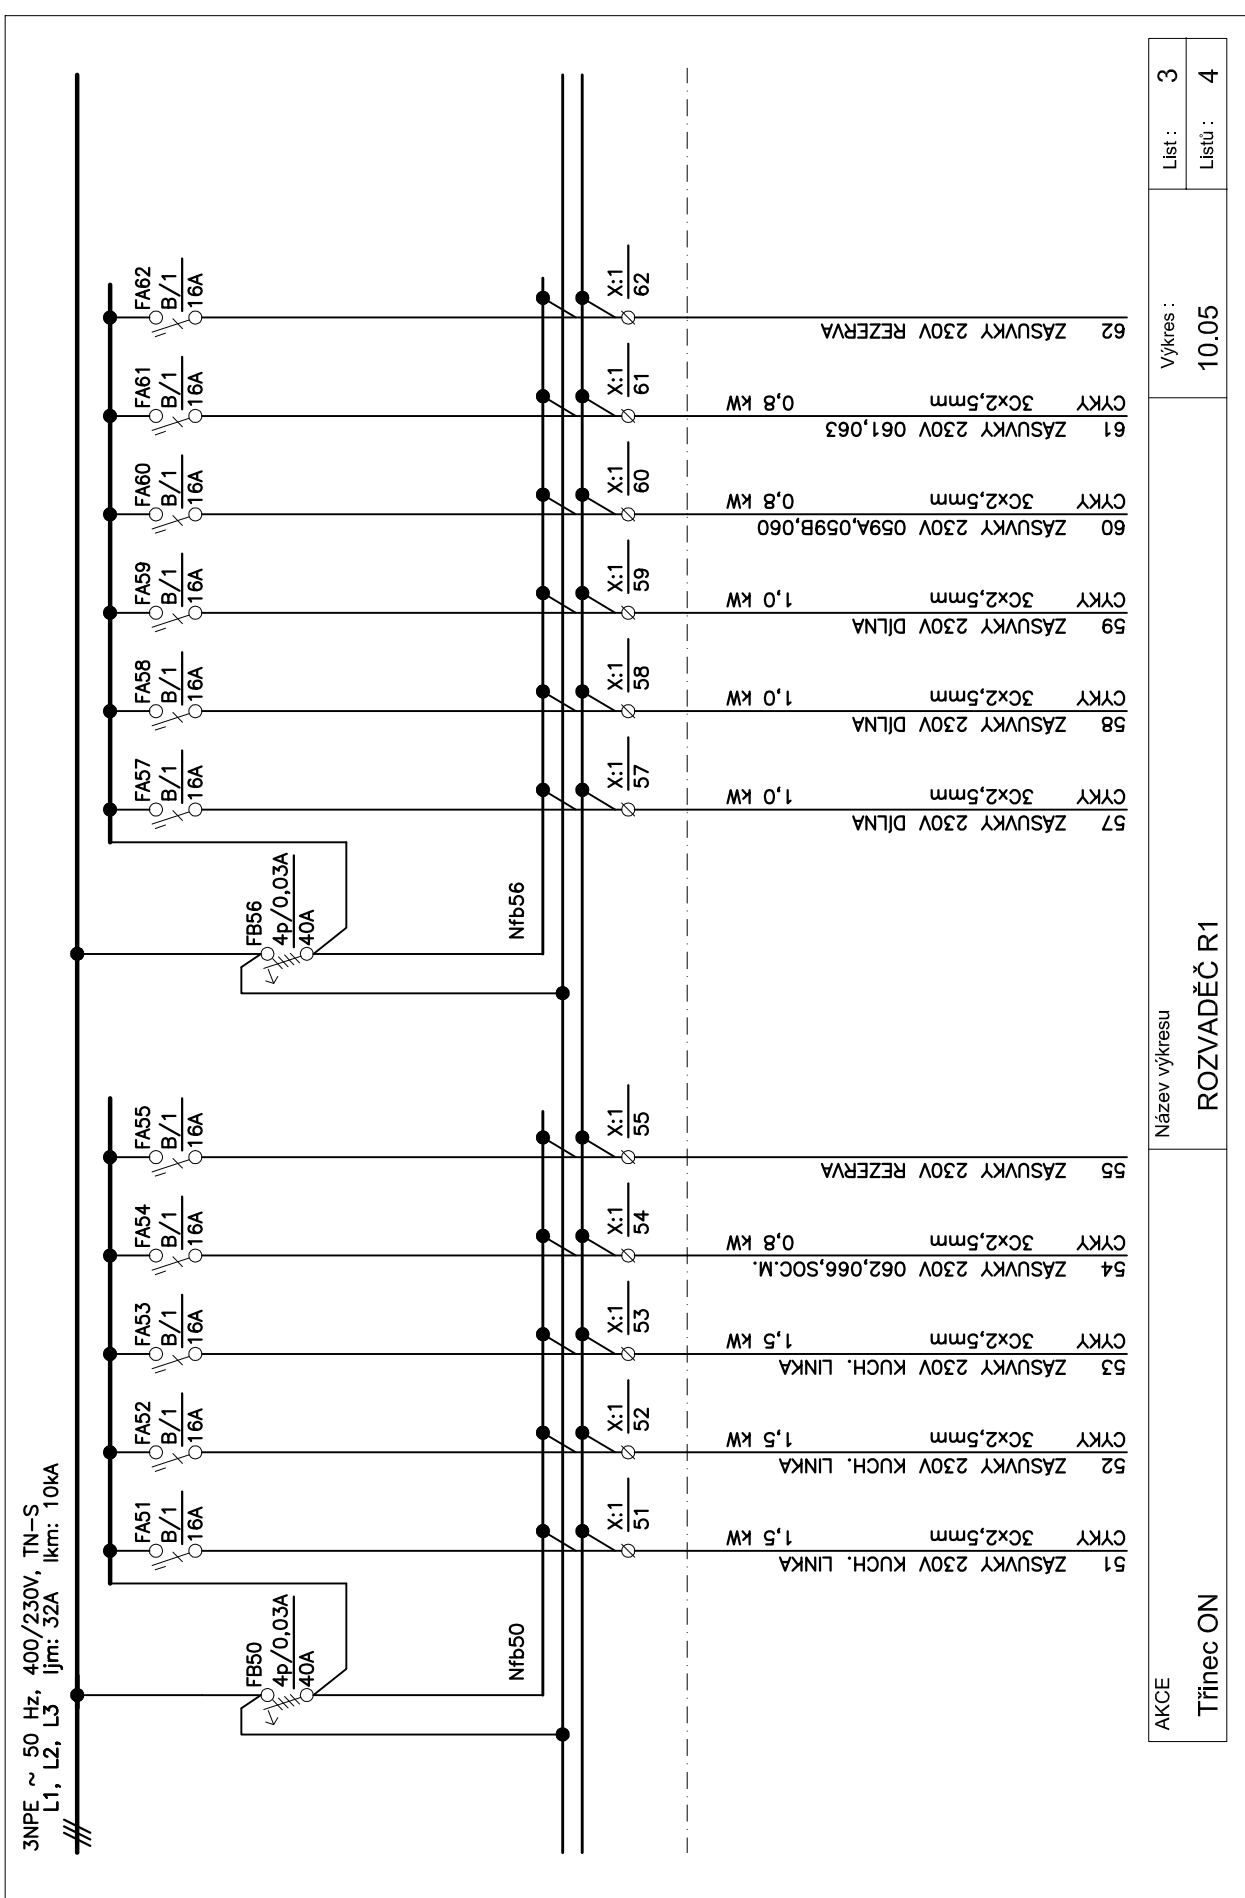 3NPE ~ 50 Hz, 400/230V, TN-S
L1, L2, L3 Ijm: 32A Ikm: 10kA
FB50
4p/0,03A
40A
Nfb50
FA51
B/1
16A
X:1
51
51 ZÁSUVKY 230V KUCH. LINKA
CYKY 3Cx2,5mm 1,5 kW
FA52
B/1
16A
X:1
52
52 ZÁSUVKY 230V KUCH. LINKA
CYKY 3Cx2,5mm 1,5 kW
FA53
B/1
16A
X:1
53
53 ZÁSUVKY 230V KUCH. LINKA
CYKY 3Cx2,5mm 1,5 kW
FA54
B/1
16A
X:1
54
54 ZÁSUVKY 230V 062,066,SOC.M.
CYKY 3Cx2,5mm 0,8 kW
FA55
B/1
16A
X:1
55
55 ZÁSUVKY 230V REZERVA
FB56
4p/0,03A
40A
Nfb56
FA57
B/1
16A
X:1
57
57 ZÁSUVKY 230V DÍLNA
CYKY 3Cx2,5mm 1,0 kW
FA58
B/1
16A
X:1
58
58 ZÁSUVKY 230V DÍLNA
CYKY 3Cx2,5mm 1,0 kW
FA59
B/1
16A
X:1
59
59 ZÁSUVKY 230V DÍLNA
CYKY 3Cx2,5mm 1,0 kW
FA60
B/1
16A
X:1
60
60 ZÁSUVKY 230V 059A,059B,060
CYKY 3Cx2,5mm 0,8 kW
FA61
B/1
16A
X:1
61
61 ZÁSUVKY 230V 061,063
CYKY 3Cx2,5mm 0,8 kW
FA62
B/1
16A
X:1
62
62 ZÁSUVKY 230V REZERVA
AKCE
Třinec ON
Název výkresu
ROZVADĚČ R1
Výkres :
10.05
List : 3
Listů : 4